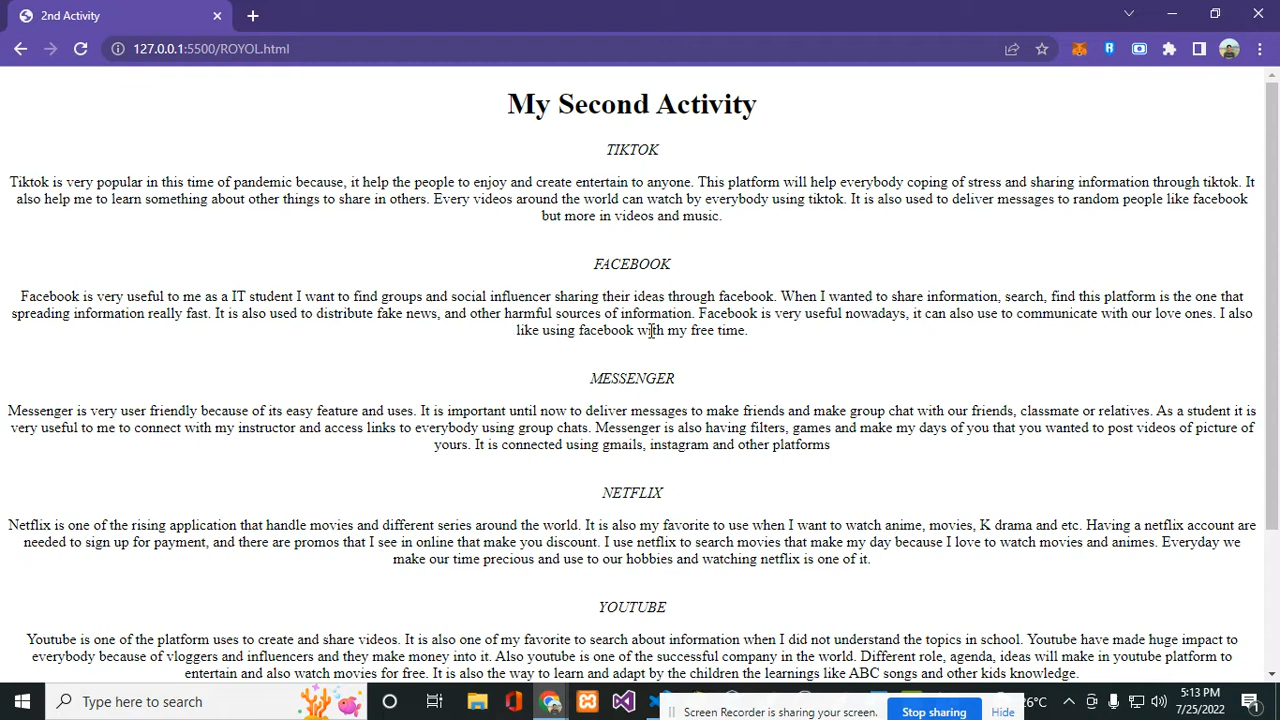 2nd Activity
127.0.0.1:5500/ROYOL.html
My Second Activity
TIKTOK
Tiktok is very popular in this time of pandemic because, it help the people to enjoy and create entertain to anyone. This platform will help everybody coping of stress and sharing information through tiktok. It
also help me to learn something about other things to share in others. Every videos around the world can watch by everybody using tiktok. It is also used to deliver messages to random people like facebook
but more in videos and music.
FACEBOOK
Facebook is very useful to me as a IT student I want to find groups and social influencer sharing their ideas through facebook. When I wanted to share information, search, find this platform is the one that
spreading information really fast. It is also used to distribute fake news, and other harmful sources of information. Facebook is very useful nowadays, it can also use to communicate with our love ones. I also
like using facebook with my free time.
MESSENGER
Messenger is very user friendly because of its easy feature and uses. It is important until now to deliver messages to make friends and make group chat with our friends, classmate or relatives. As a student it is
very useful to me to connect with my instructor and access links to everybody using group chats. Messenger is also having filters, games and make my days of you that you wanted to post videos of picture of
yours. It is connected using gmails, instagram and other platforms
NETFLIX
Netflix is one of the rising application that handle movies and different series around the world. It is also my favorite to use when I want to watch anime, movies, K drama and etc. Having a netflix account are
needed to sign up for payment, and there are promos that I see in online that make you discount. I use netflix to search movies that make my day because I love to watch movies and animes. Everyday we
make our time precious and use to our hobbies and watching netflix is one of it.
YOUTUBE
Youtube is one of the platform uses to create and share videos. It is also one of my favorite to search about information when I did not understand the topics in school. Youtube have made huge impact to
everybody because of vloggers and influencers and they make money into it. Also youtube is one of the successful company in the world. Different role, agenda, ideas will make in youtube platform to
entertain and also watch movies for free. It is also the way to learn and adapt by the children the learnings like ABC songs and other kids knowledge.
Type here to search
Screen Recorder is sharing your screen.
Stop sharing
Hide
26°C
5:13 PM
7/25/2022
1